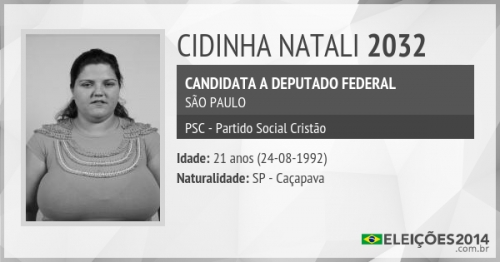 CIDINHA NATALI 2032
CANDIDATA A DEPUTADO FEDERAL
SÃO PAULO
PSC - Partido Social Cristão
Idade: 21 anos (24-08-1992)
Naturalidade: SP - Caçapava
ELEIÇÕES2014
.com.br